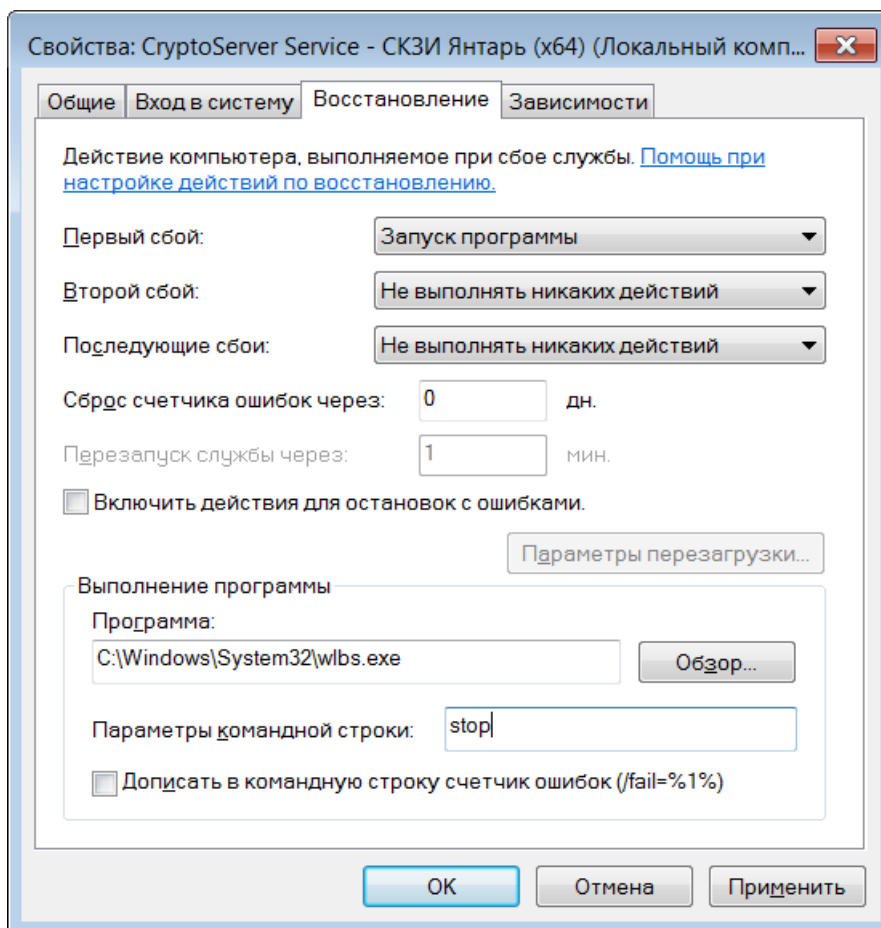 Свойства: CryptoServer Service - СКЗИ Янтарь (x64) (Локальный комп...
Общие Вход в систему Восстановление Зависимости
Действие компьютера, выполняемое при сбое службы. Помощь при
настройке действий по восстановлению.
Первый сбой: Запуск программы
Второй сбой: Не выполнять никаких действий
Последующие сбои: Не выполнять никаких действий
Сброс счетчика ошибок через: 0 дн.
Перезапуск службы через: 1 мин.
Включить действия для остановок с ошибками.
Параметры перезагрузки...
Выполнение программы
Программа:
C:\Windows\System32\wlbs.exe Обзор...
Параметры командной строки: stop
Дописать в командную строку счетчик ошибок (/fail=%1%)
OK Отмена Применить